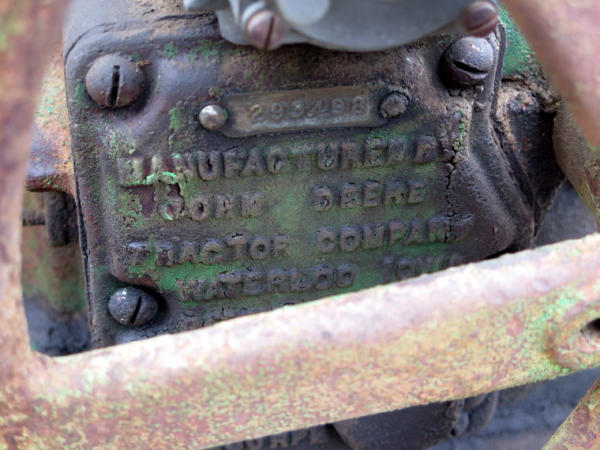 293498
MANUFACTURED BY
JOHN DEERE
TRACTOR COMPANY
WATERLOO IOWA